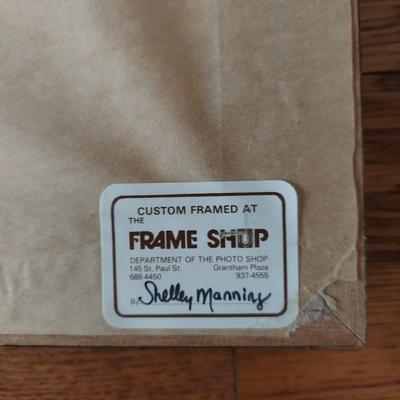 CUSTOM FRAMED AT
THE
FRAME SHOP
DEPARTMENT OF THE PHOTO SHOP
145 St. Paul St. Grantham Plaza
688-4450 937-4555
By Shelley Manning